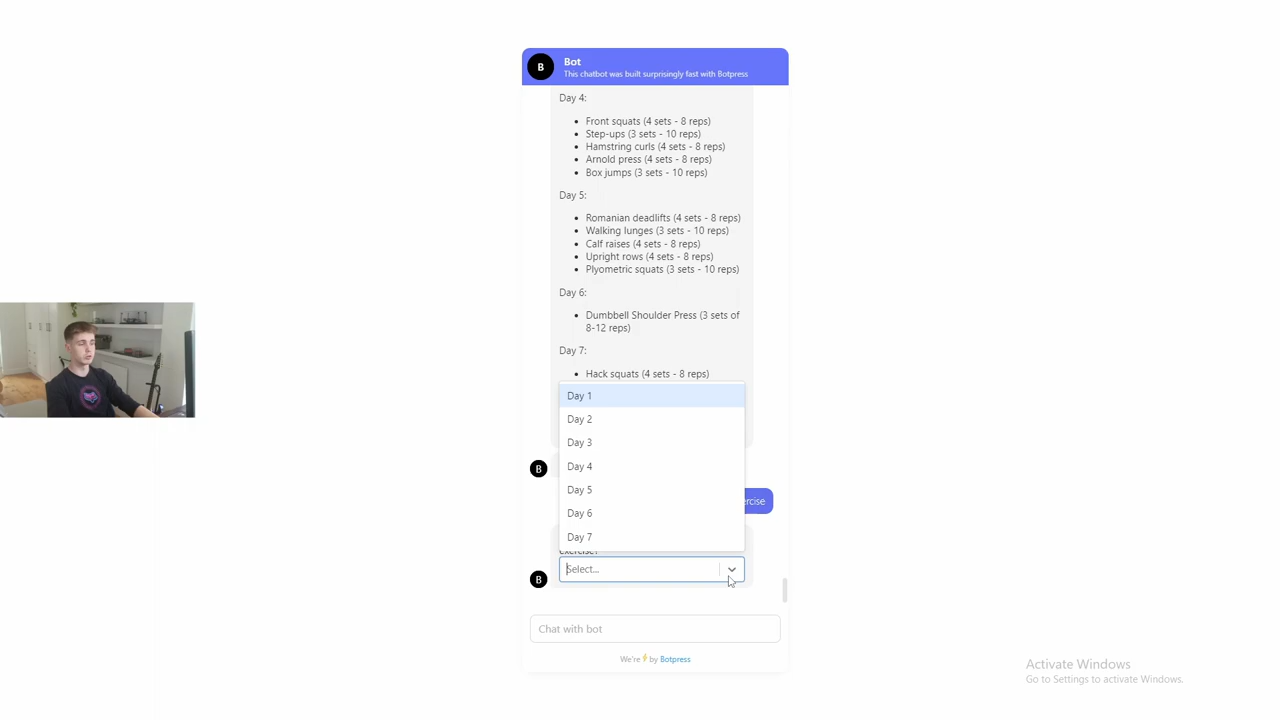 B
Bot
This chatbot was built surprisingly fast with Botpress
Day 4:
Front squats (4 sets - 8 reps)
Step-ups (3 sets - 10 reps)
Hamstring curls (4 sets - 8 reps)
Arnold press (4 sets - 8 reps)
Box jumps (3 sets - 10 reps)
Day 5:
Romanian deadlifts (4 sets - 8 reps)
Walking lunges (3 sets - 10 reps)
Calf raises (4 sets - 8 reps)
Upright rows (4 sets - 8 reps)
Plyometric squats (3 sets - 10 reps)
Day 6:
Dumbbell Shoulder Press (3 sets of
8-12 reps)
Day 7:
Hack squats (4 sets - 8 reps)
Day 1
Day 2
Day 3
Day 4
B
Day 5
ercise
Day 6
Day 7
exercise?
B
Select...
Chat with bot
We're ⚡ by Botpress
Activate Windows
Go to Settings to activate Windows.